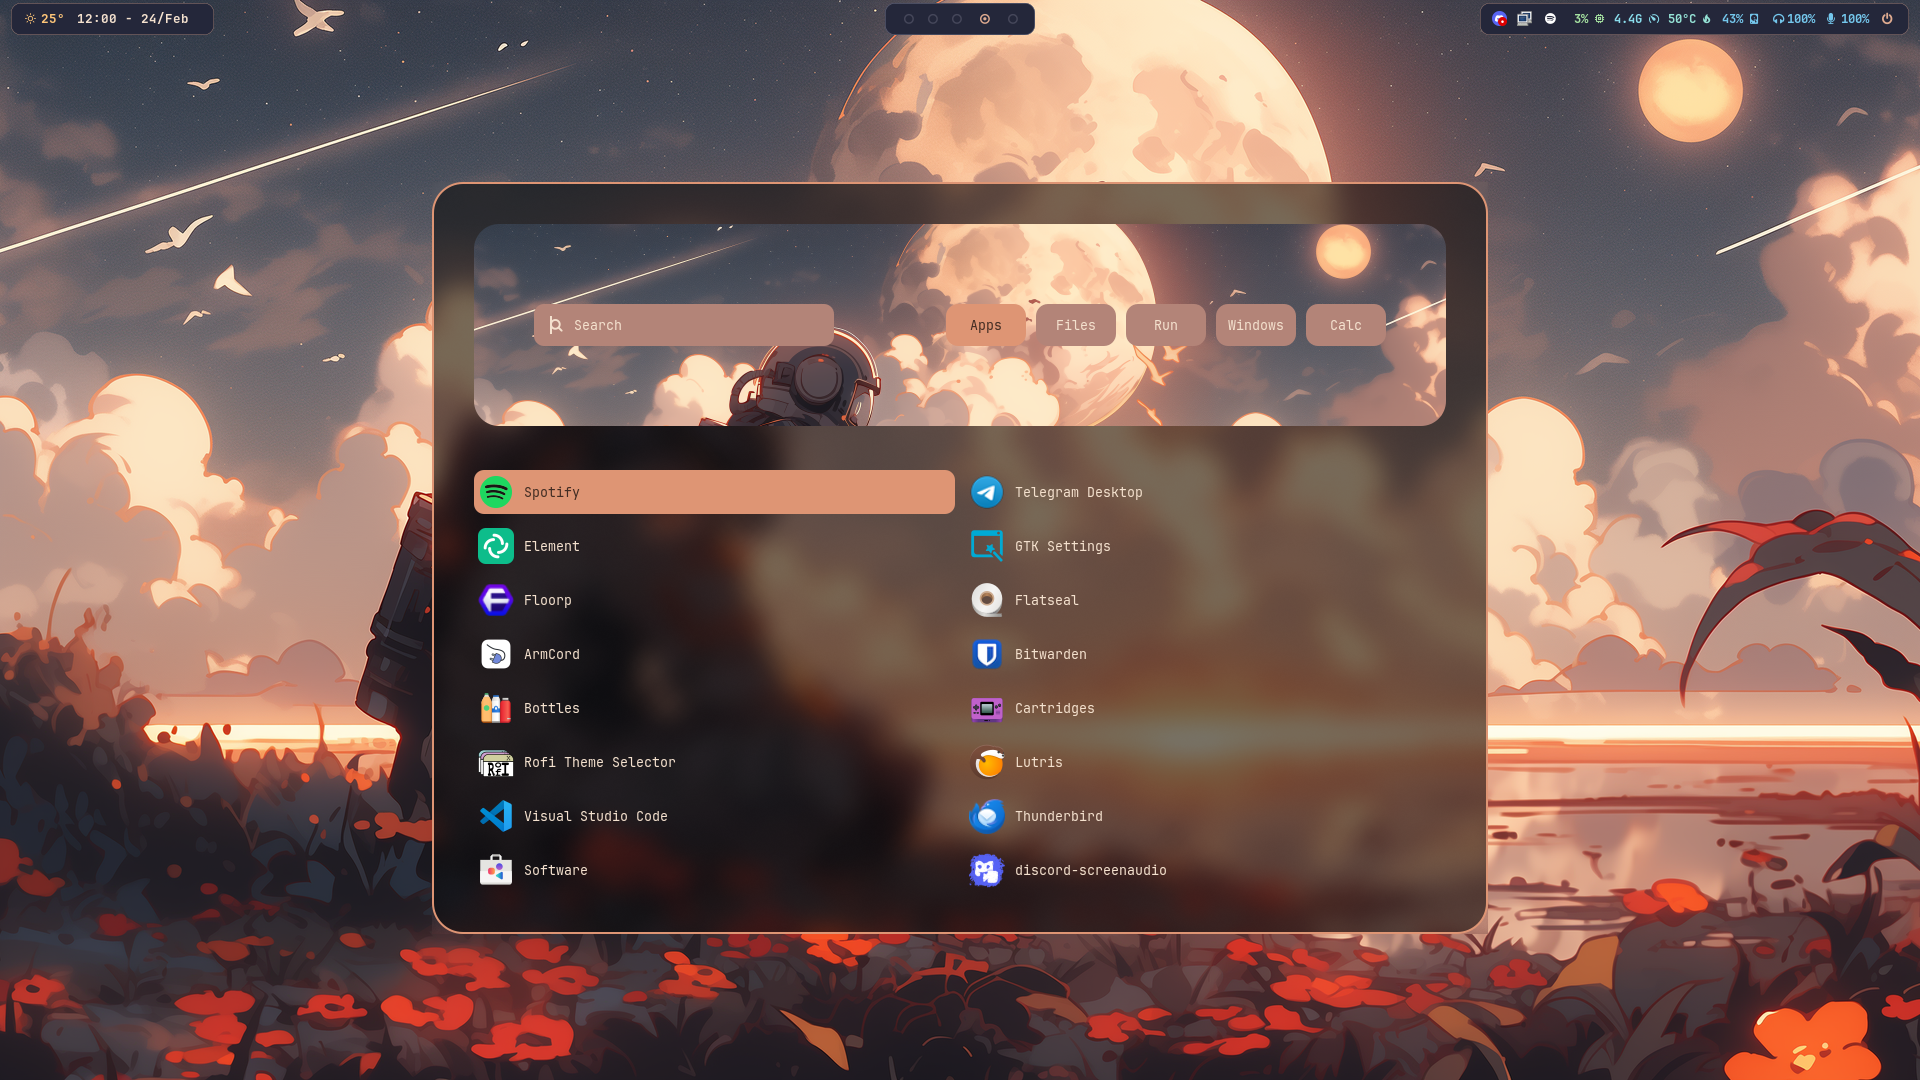 25° 12:00 - 24/Feb
3% 4.4G 50°C 43% 100% 100%
Search
Apps Files Run Windows Calc
Spotify
Telegram Desktop
Element
GTK Settings
Floorp
Flatseal
ArmCord
Bitwarden
Bottles
Cartridges
Rofi Theme Selector
Lutris
Visual Studio Code
Thunderbird
Software
discord-screenaudio